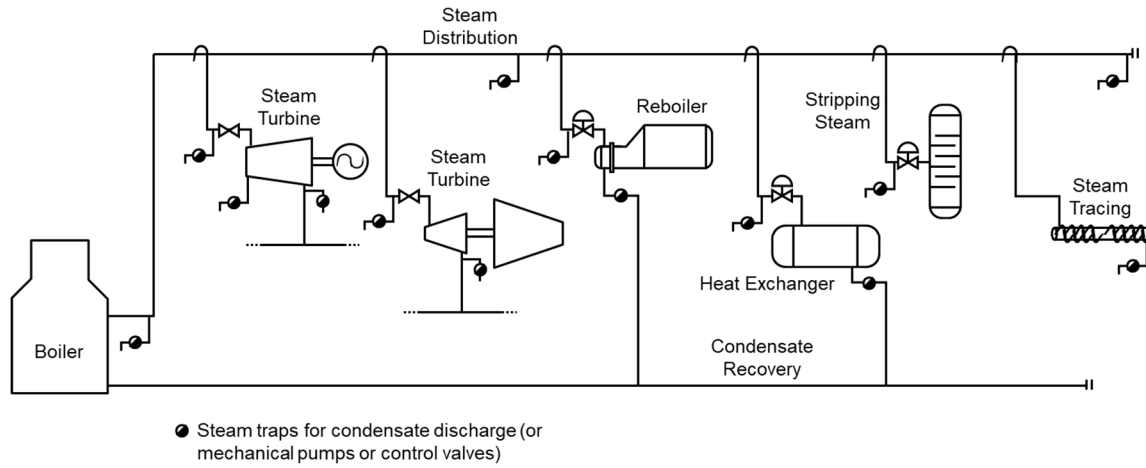 Steam
Distribution
Steam
Turbine
Reboiler
Stripping
Steam
Steam
Turbine
Steam
Tracing
Heat Exchanger
Boiler
Condensate
Recovery
Steam traps for condensate discharge (or
mechanical pumps or control valves)